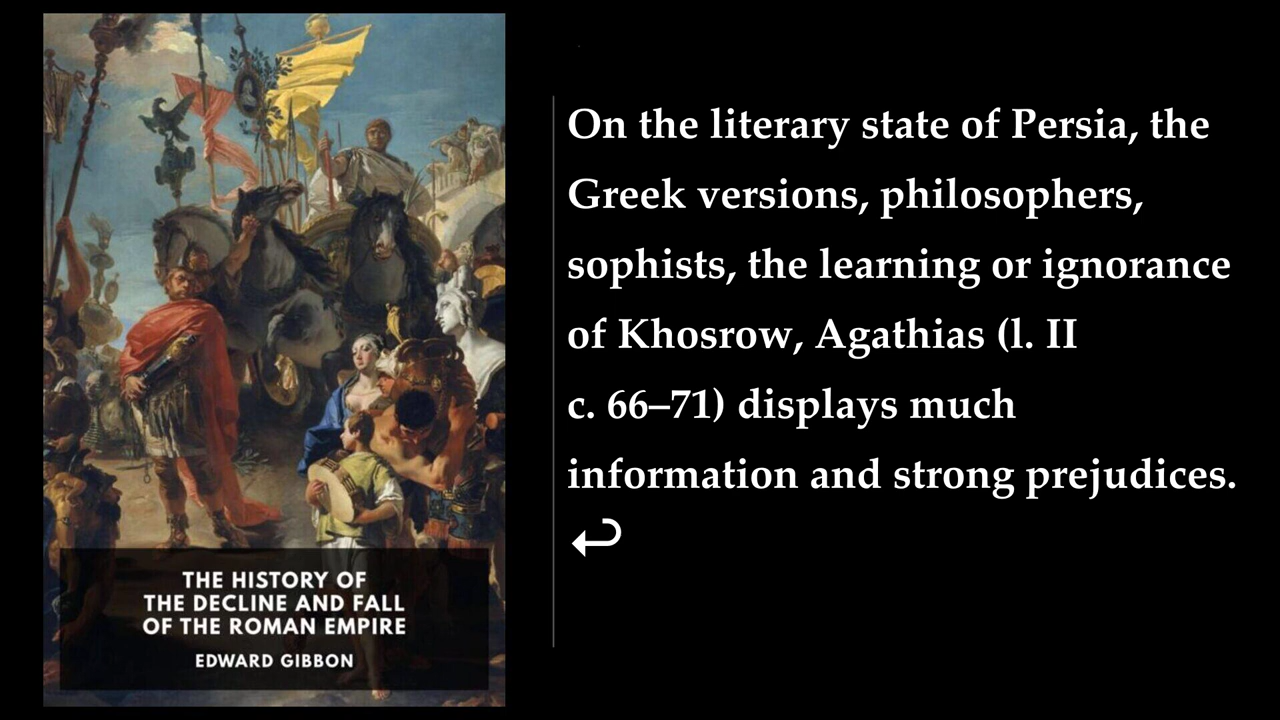 On the literary state of Persia, the
Greek versions, philosophers,
sophists, the learning or ignorance
of Khosrow, Agathias (l. II
c. 66–71) displays much
information and strong prejudices.
↩
THE HISTORY OF
THE DECLINE AND FALL
OF THE ROMAN EMPIRE
EDWARD GIBBON